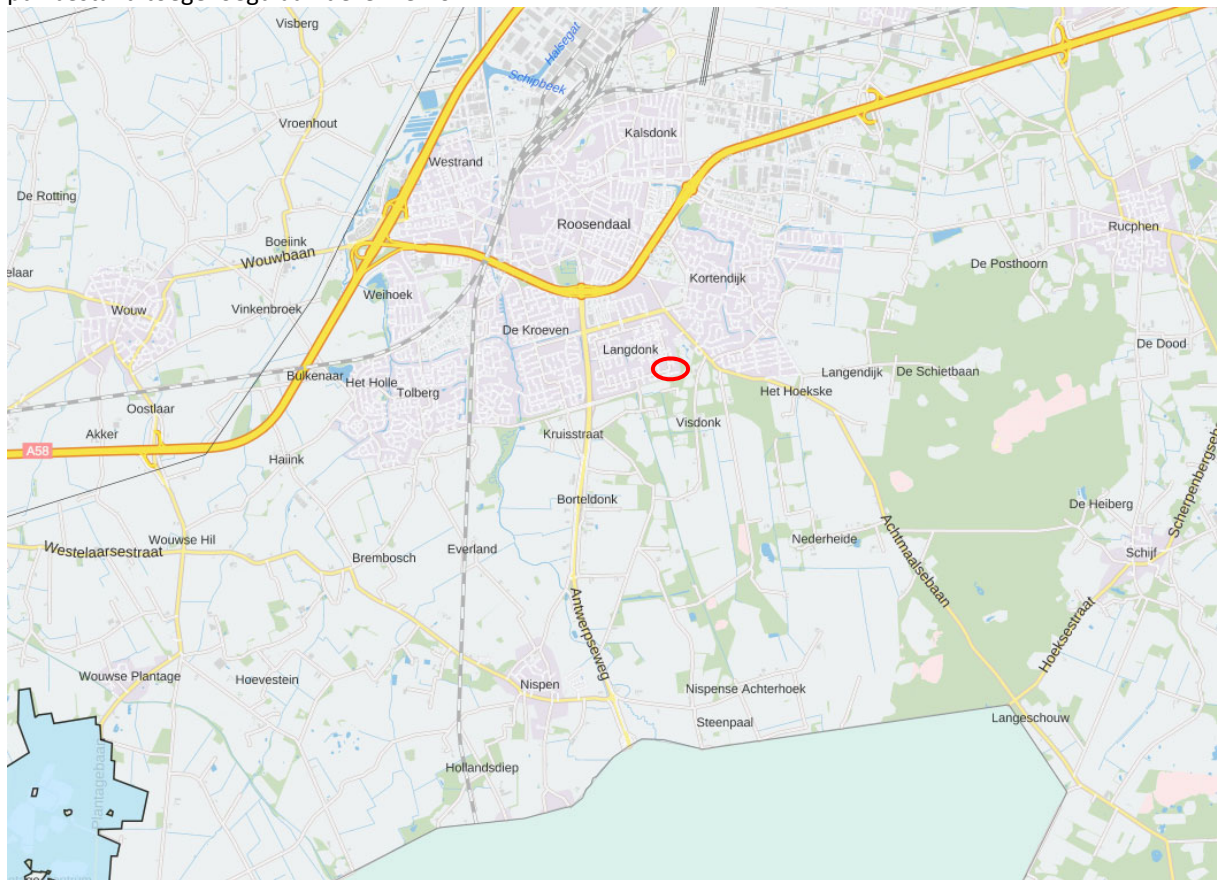 Visberg
Halsegat
Schipbeek
Vroenhout
Kalsdonk
Westrand
De Rotting
Roosendaal
Rucphen
Boeiink
Wouwbaan
De Posthoorn
elaar
Kortendijk
Weihoek
Wouw
Vinkenbroek
De Kroeven
Langdonk
De Dood
Langendijk
De Schietbaan
Bulkenaar
Het Holle
Tolberg
Het Hoekske
Oostlaar
Visdonk
Akker
Kruisstraat
A58
Haiink
Scherpenbergseb
Borteldonk
De Heiberg
Wouwse Hil
Nederheide
Westelaarsestraat
Everland
Schijf
Brembosch
Achtmaalsebaan
Antwerpseweg
Hoeksestraat
Wouwse Plantage
Hoevestein
Nispen
Nispense Achterhoek
Steenpaal
Langeschouw
Plantagebaan
Hollandsdiep